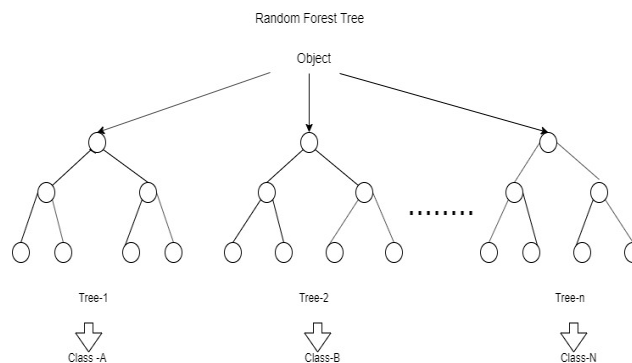 Random Forest Tree
Object
........
Tree-1 Tree-2 Tree-n
Class -A Class-B Class-N